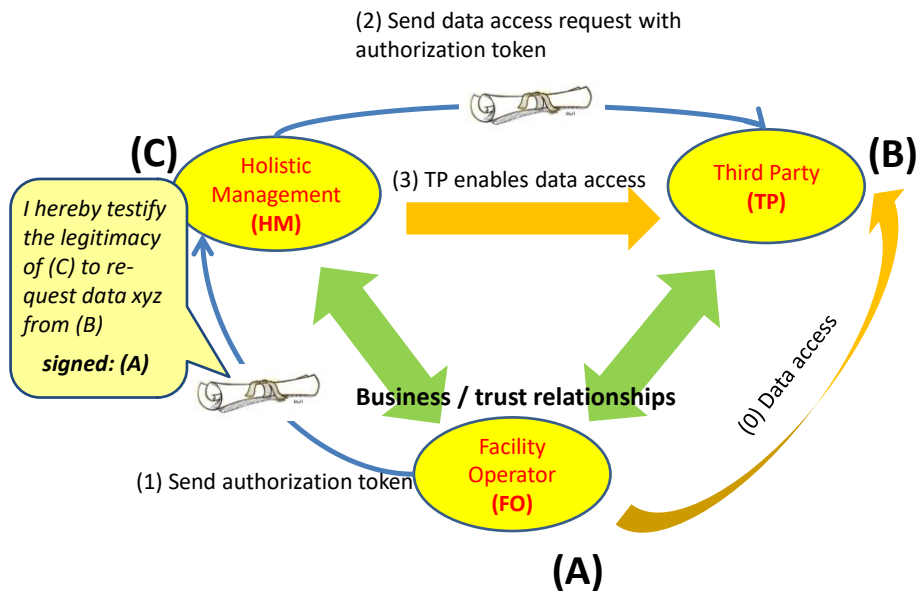 (2) Send data access request with
authorization token
(C)
(B)
Holistic
Management
(HM)
Third Party
(TP)
(3) TP enables data access
I hereby testify
the legitimacy
of (C) to re-
quest data xyz
from (B)
signed: (A)
(0) Data access
Business / trust relationships
Facility
Operator
(FO)
(1) Send authorization token
(A)